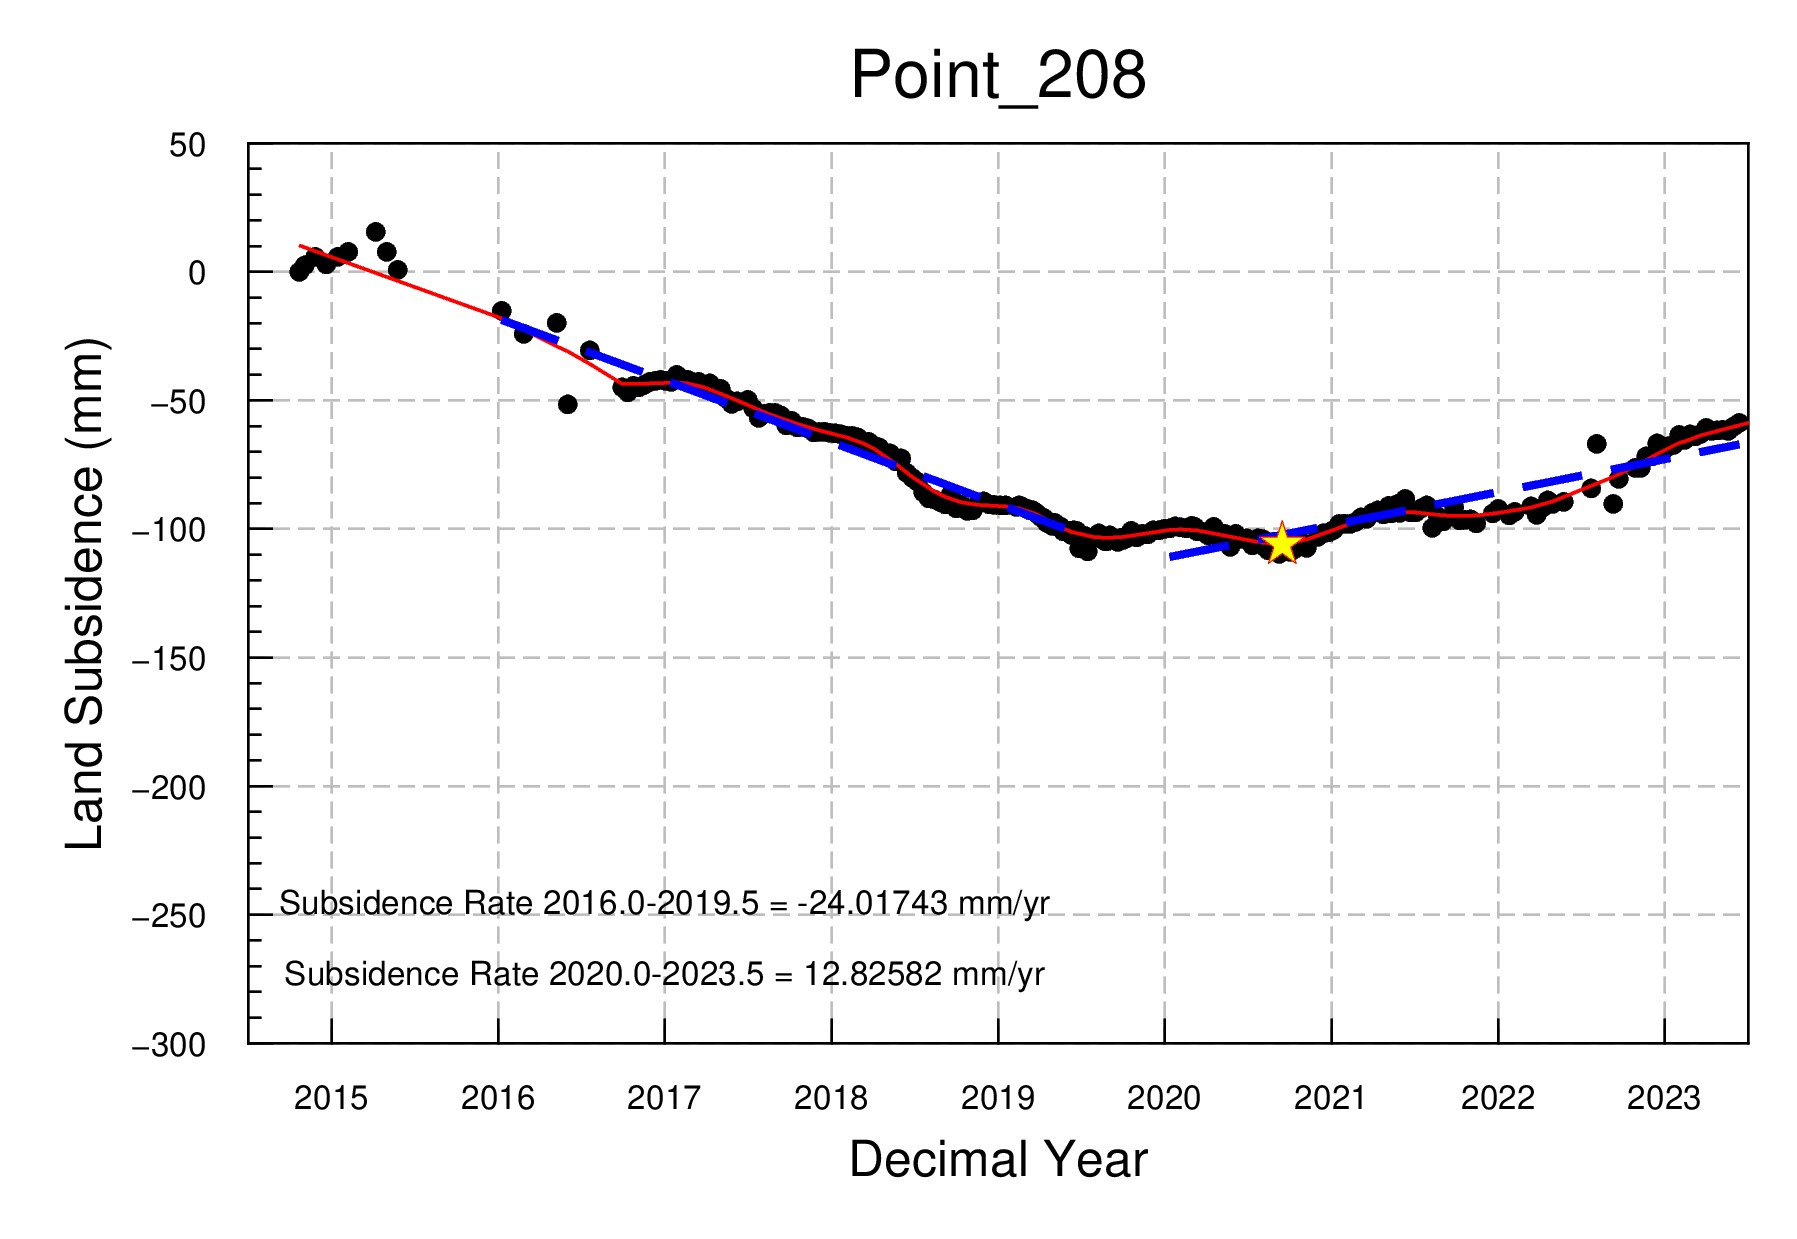 Point_208
50
0
−50
−100
−150
−200
−250
−300
Land Subsidence (mm)
Subsidence Rate 2016.0-2019.5 = -24.01743 mm/yr
Subsidence Rate 2020.0-2023.5 = 12.82582 mm/yr
2015 2016 2017 2018 2019 2020 2021 2022 2023
Decimal Year